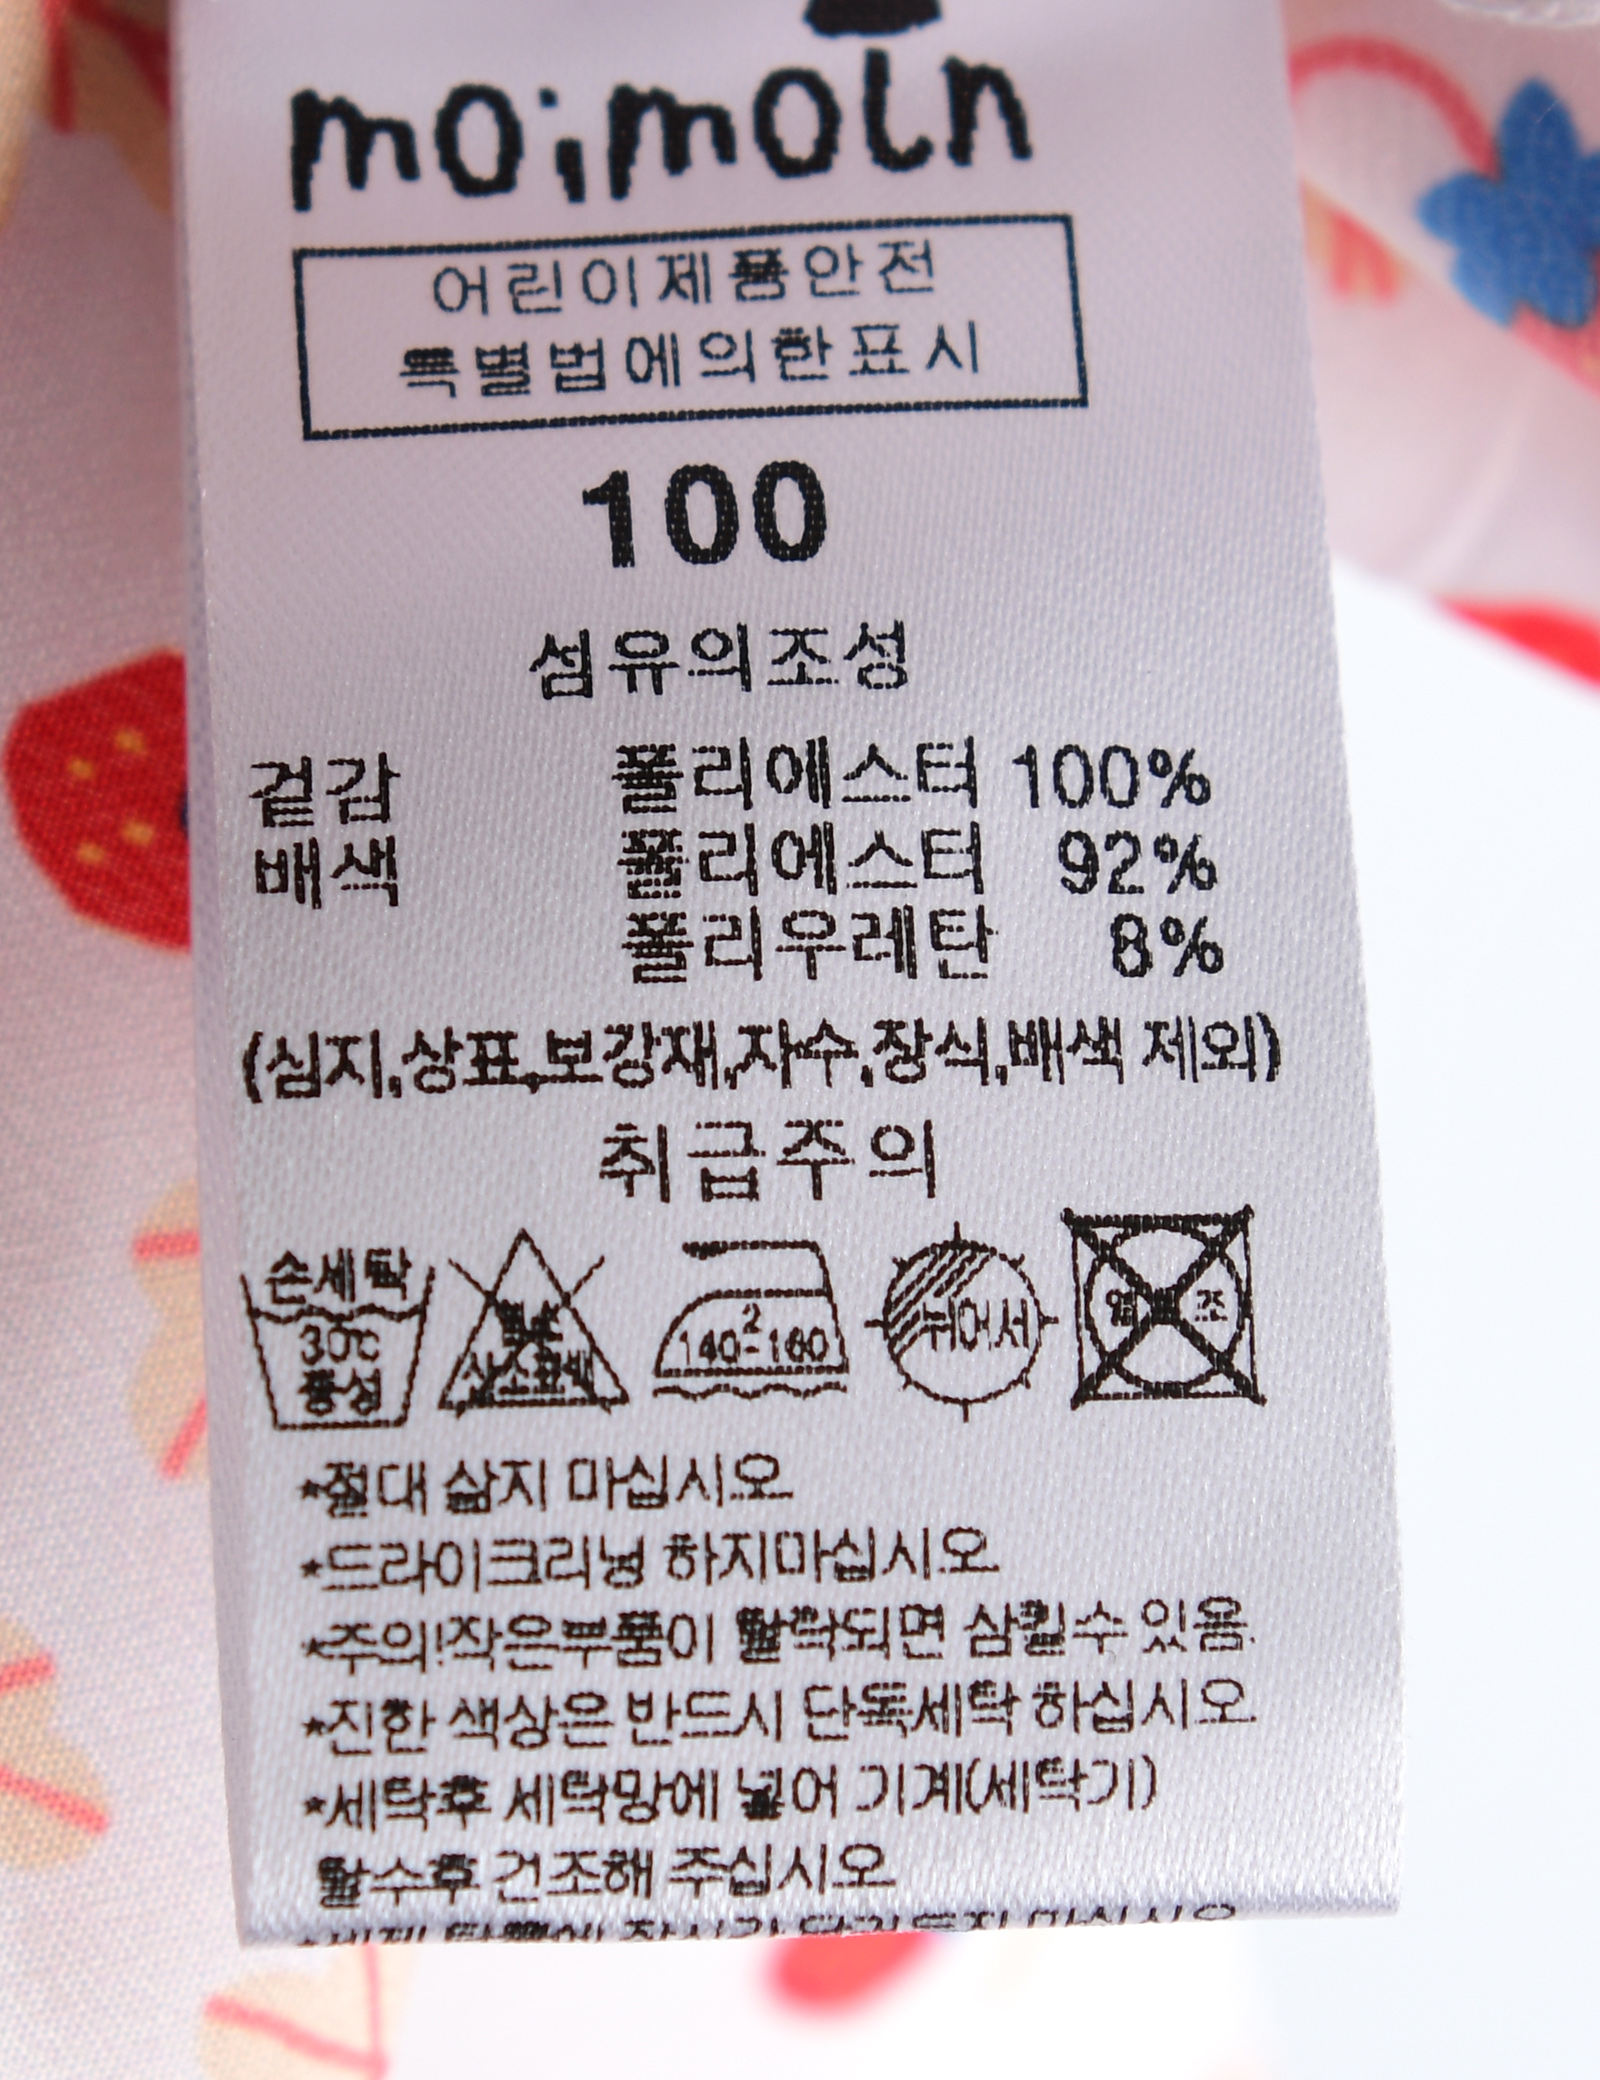 moimoln
어린이제품안전
특별법에의한표시
100
섬유의조성
겉감 폴리에스터 100%
배색 폴리에스터 92%
폴리우레탄 8%
(심지,상표,보강재,자수,장식,배색 제외)
취급주의
손세탁
30℃
중성
염소
산소표백
2
140-160
뉘어서
*절대 삶지 마십시오
*드라이크리닝 하지마십시오
*주의!작은부품이 탈락되면 삼킬수 있음.
*진한 색상은 반드시 단독세탁 하십시오
*세탁후 세탁망에 넣어 기계(세탁기)
탈수후 건조해 주십시오